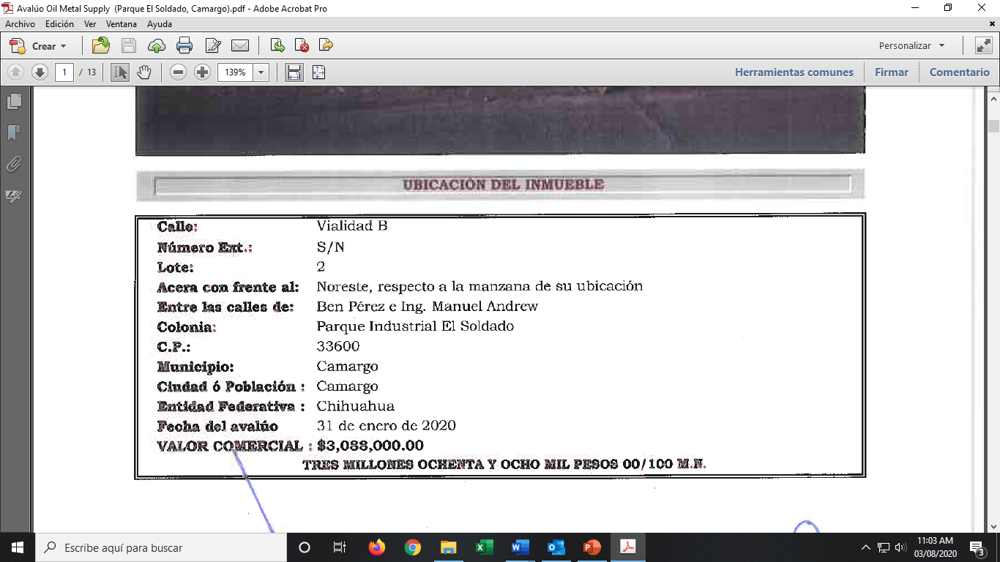 Avalúo Oil Metal Supply (Parque El Soldado, Camargo).pdf - Adobe Acrobat Pro
Archivo Edición Ver Ventana Ayuda
Crear Personalizar
1 / 13 139% Herramientas comunes Firmar Comentario
UBICACIÓN DEL INMUEBLE
Calle: Vialidad B
Número Ext.: S/N
Lote: 2
Acera con frente al: Noreste, respecto a la manzana de su ubicación
Entre las calles de: Ben Pérez e Ing. Manuel Andrew
Colonia: Parque Industrial El Soldado
C.P.: 33600
Municipio: Camargo
Ciudad ó Población : Camargo
Entidad Federativa : Chihuahua
Fecha del avalúo 31 de enero de 2020
VALOR COMERCIAL : $3,088,000.00
TRES MILLONES OCHENTA Y OCHO MIL PESOS 00/100 M.N.
Escribe aquí para buscar
11:03 AM
03/08/2020
3